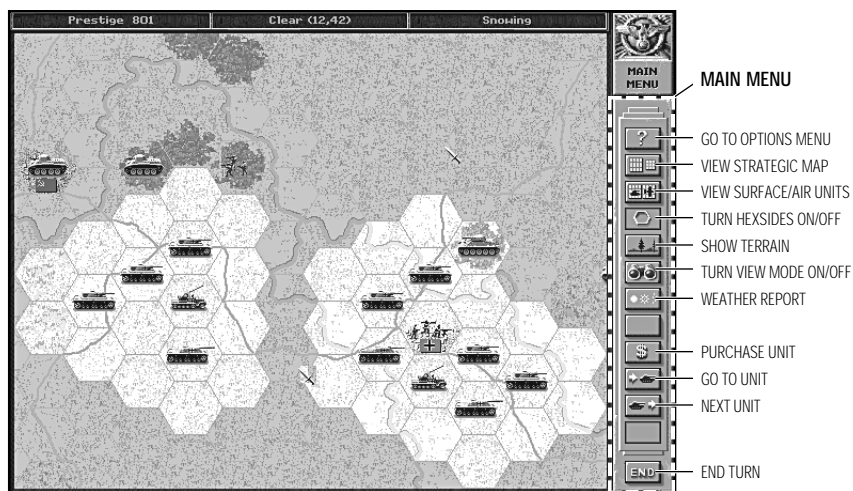 Prestige 801
Clear (12,42)
Snowing
MAIN
MENU
MAIN MENU
?
GO TO OPTIONS MENU
VIEW STRATEGIC MAP
VIEW SURFACE/AIR UNITS
TURN HEXSIDES ON/OFF
SHOW TERRAIN
TURN VIEW MODE ON/OFF
WEATHER REPORT
$
PURCHASE UNIT
GO TO UNIT
NEXT UNIT
END
END TURN